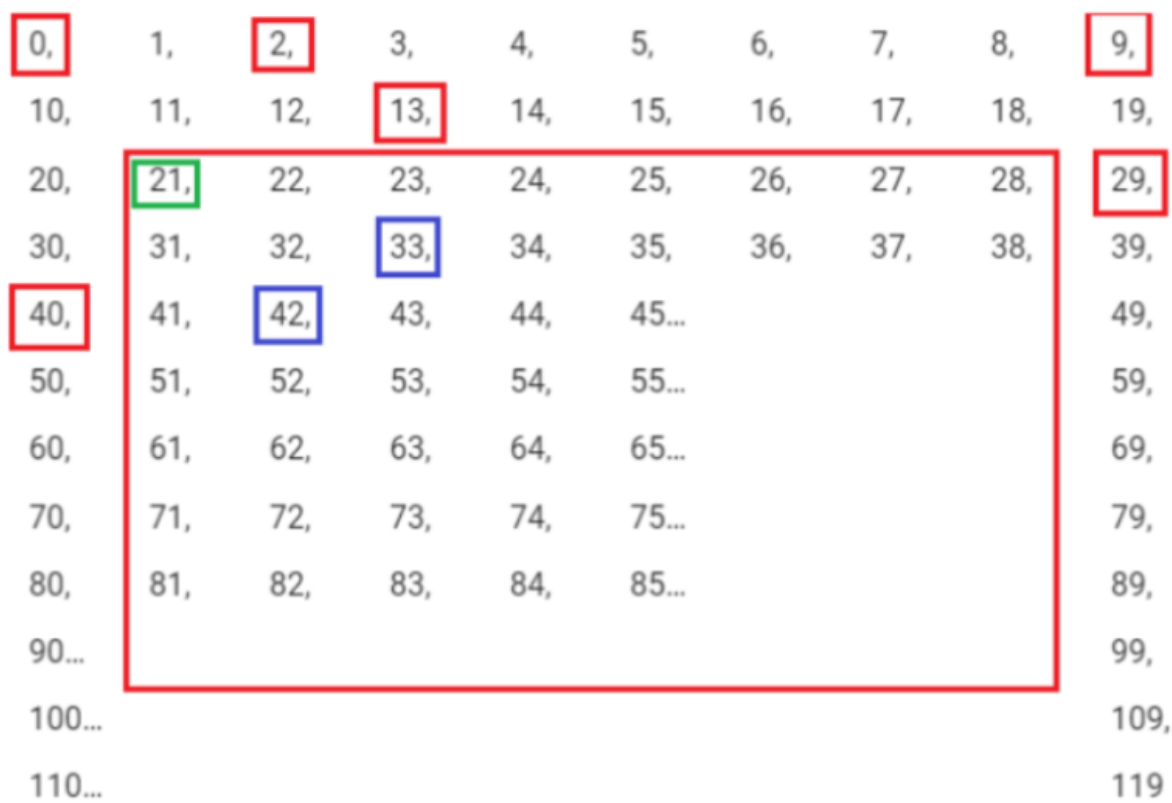 0, 1, 2, 3, 4, 5, 6, 7, 8, 9,
10, 11, 12, 13, 14, 15, 16, 17, 18, 19,
20, 21, 22, 23, 24, 25, 26, 27, 28, 29,
30, 31, 32, 33, 34, 35, 36, 37, 38, 39,
40, 41, 42, 43, 44, 45... 49,
50, 51, 52, 53, 54, 55... 59,
60, 61, 62, 63, 64, 65... 69,
70, 71, 72, 73, 74, 75... 79,
80, 81, 82, 83, 84, 85... 89,
90... 99,
100... 109,
110... 119